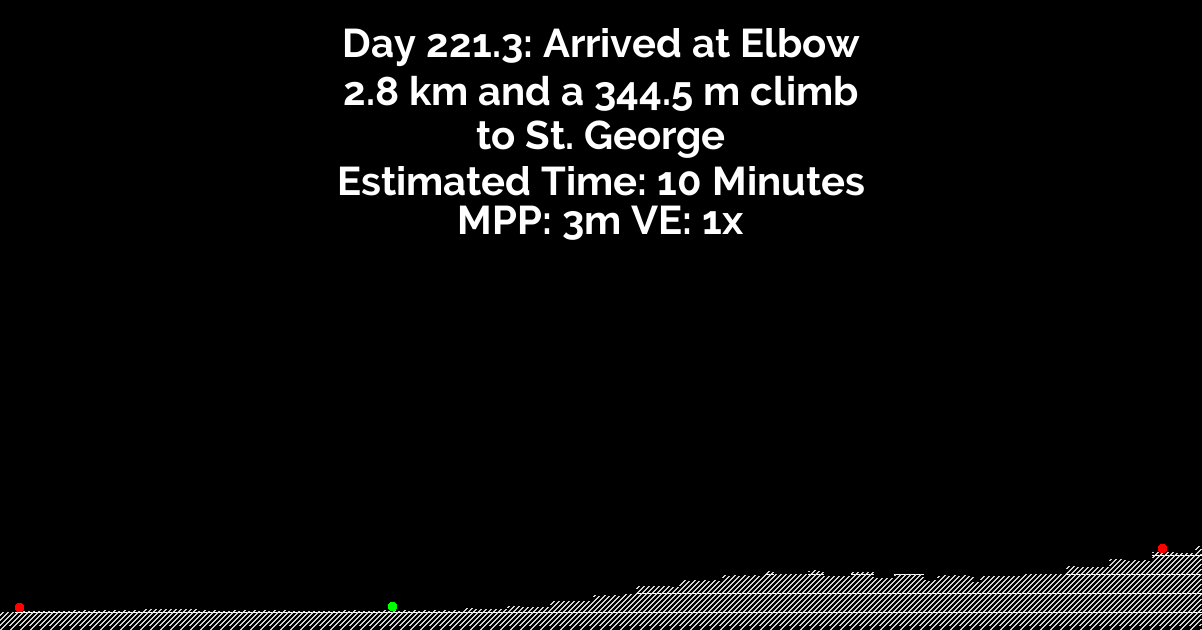 Day 221.3: Arrived at Elbow
2.8 km and a 344.5 m climb
to St. George
Estimated Time: 10 Minutes
MPP: 3m VE: 1x